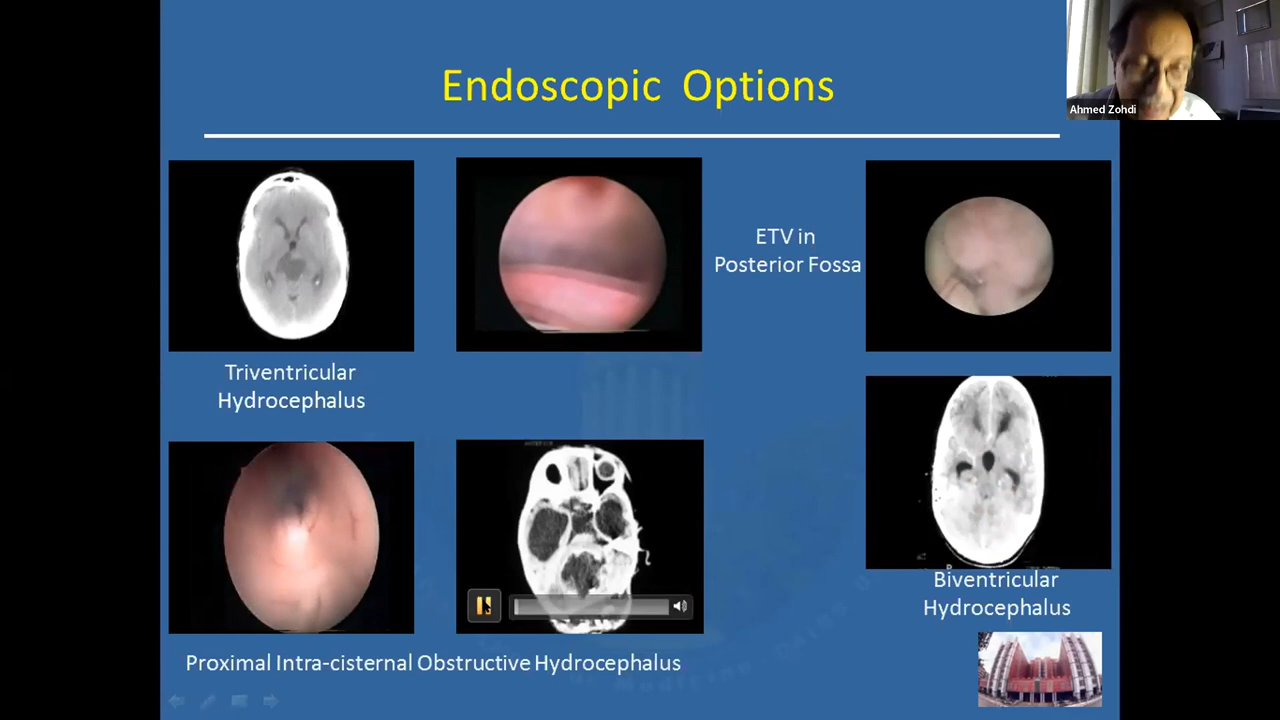 Endoscopic Options
Ahmed Zohdi
ETV in
Posterior Fossa
Triventricular
Hydrocephalus
Biventricular
Hydrocephalus
Proximal Intra-cisternal Obstructive Hydrocephalus